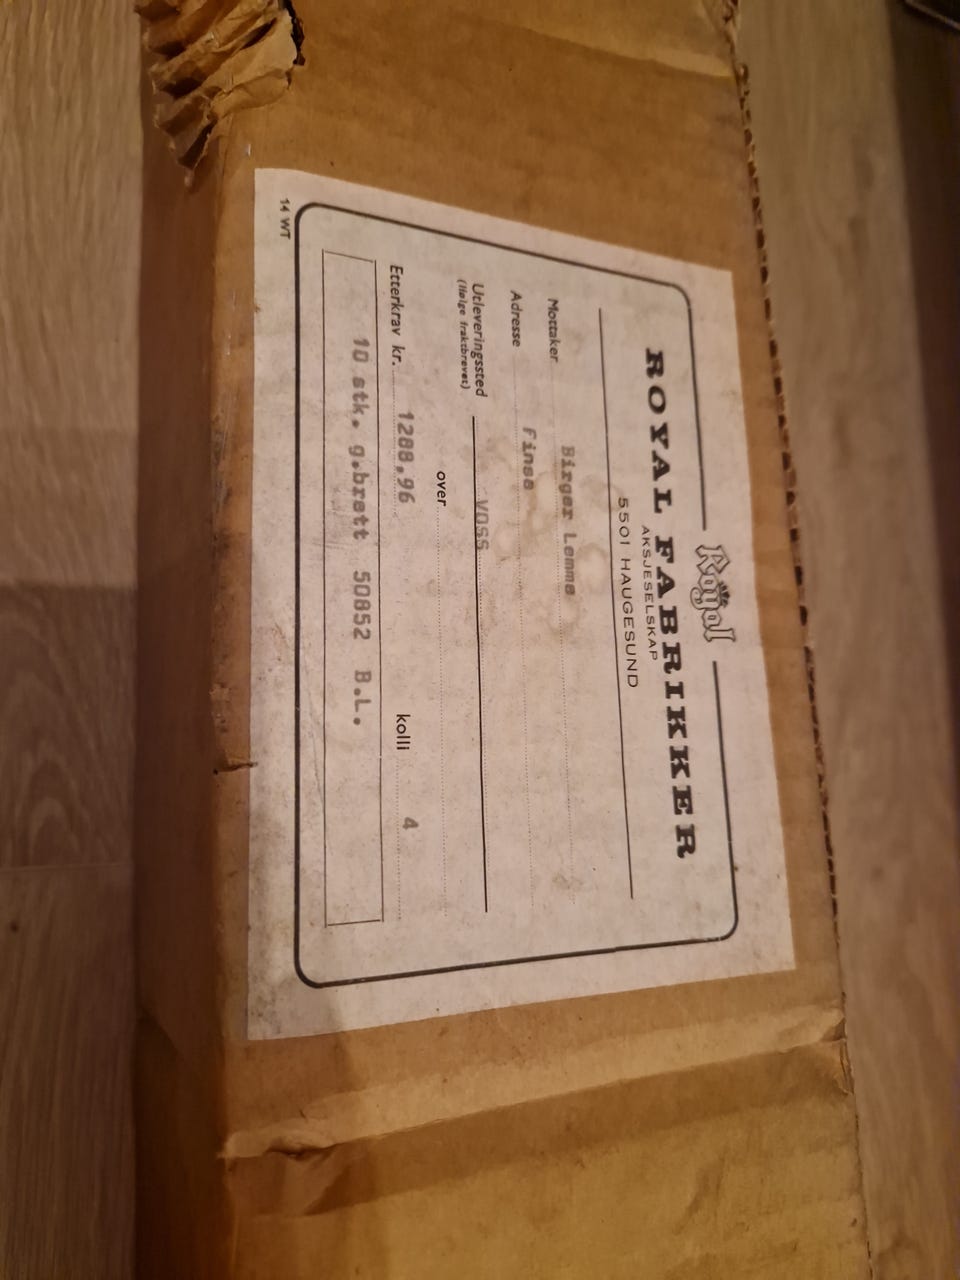 Royal
ROYAL FABRIKKER
AKSJESELSKAP
5501 HAUGESUND
Mottaker Birger Lemme
Adresse Finse
Utleveringssted VOSS
(Ifølge fraktbrevet)
over
Etterkrav kr. 1288,96 kolli 4
10 stk. g.brett 50852 B.L.
14 WT